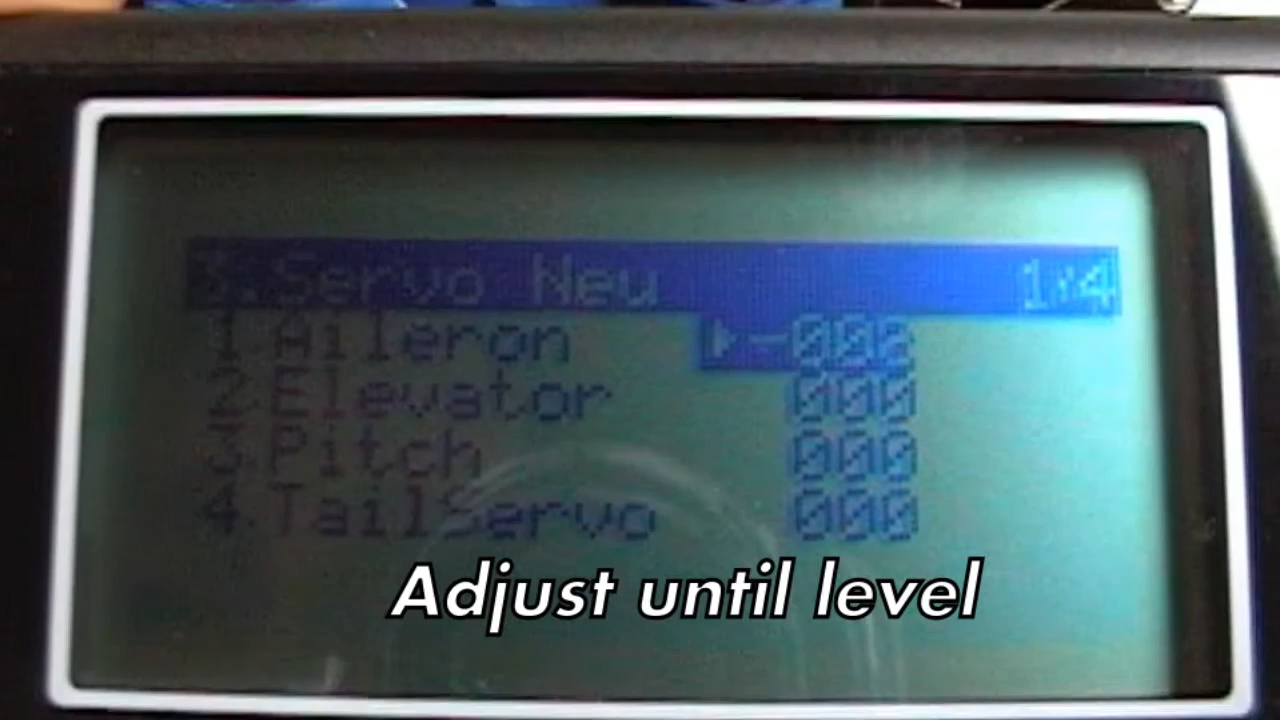 3.Servo Neu 1/4
1.Aileron
2.Elevator 000
3.Pitch 000
4.TailServo 000
Adjust until level